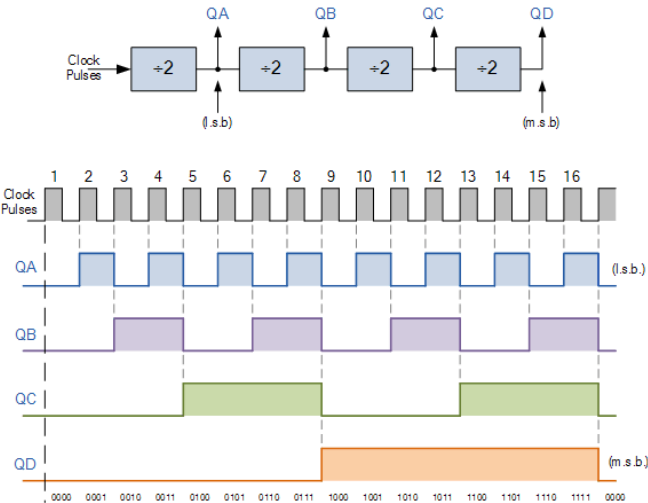 QA QB QC QD
Clock
Pulses
÷2 ÷2 ÷2 ÷2
(l.s.b) (m.s.b)
1 2 3 4 5 6 7 8 9 10 11 12 13 14 15 16
Clock
Pulses
QA (l.s.b.)
QB
QC
QD (m.s.b.)
0000 0001 0010 0011 0100 0101 0110 0111 1000 1001 1010 1011 1100 1101 1110 1111 0000